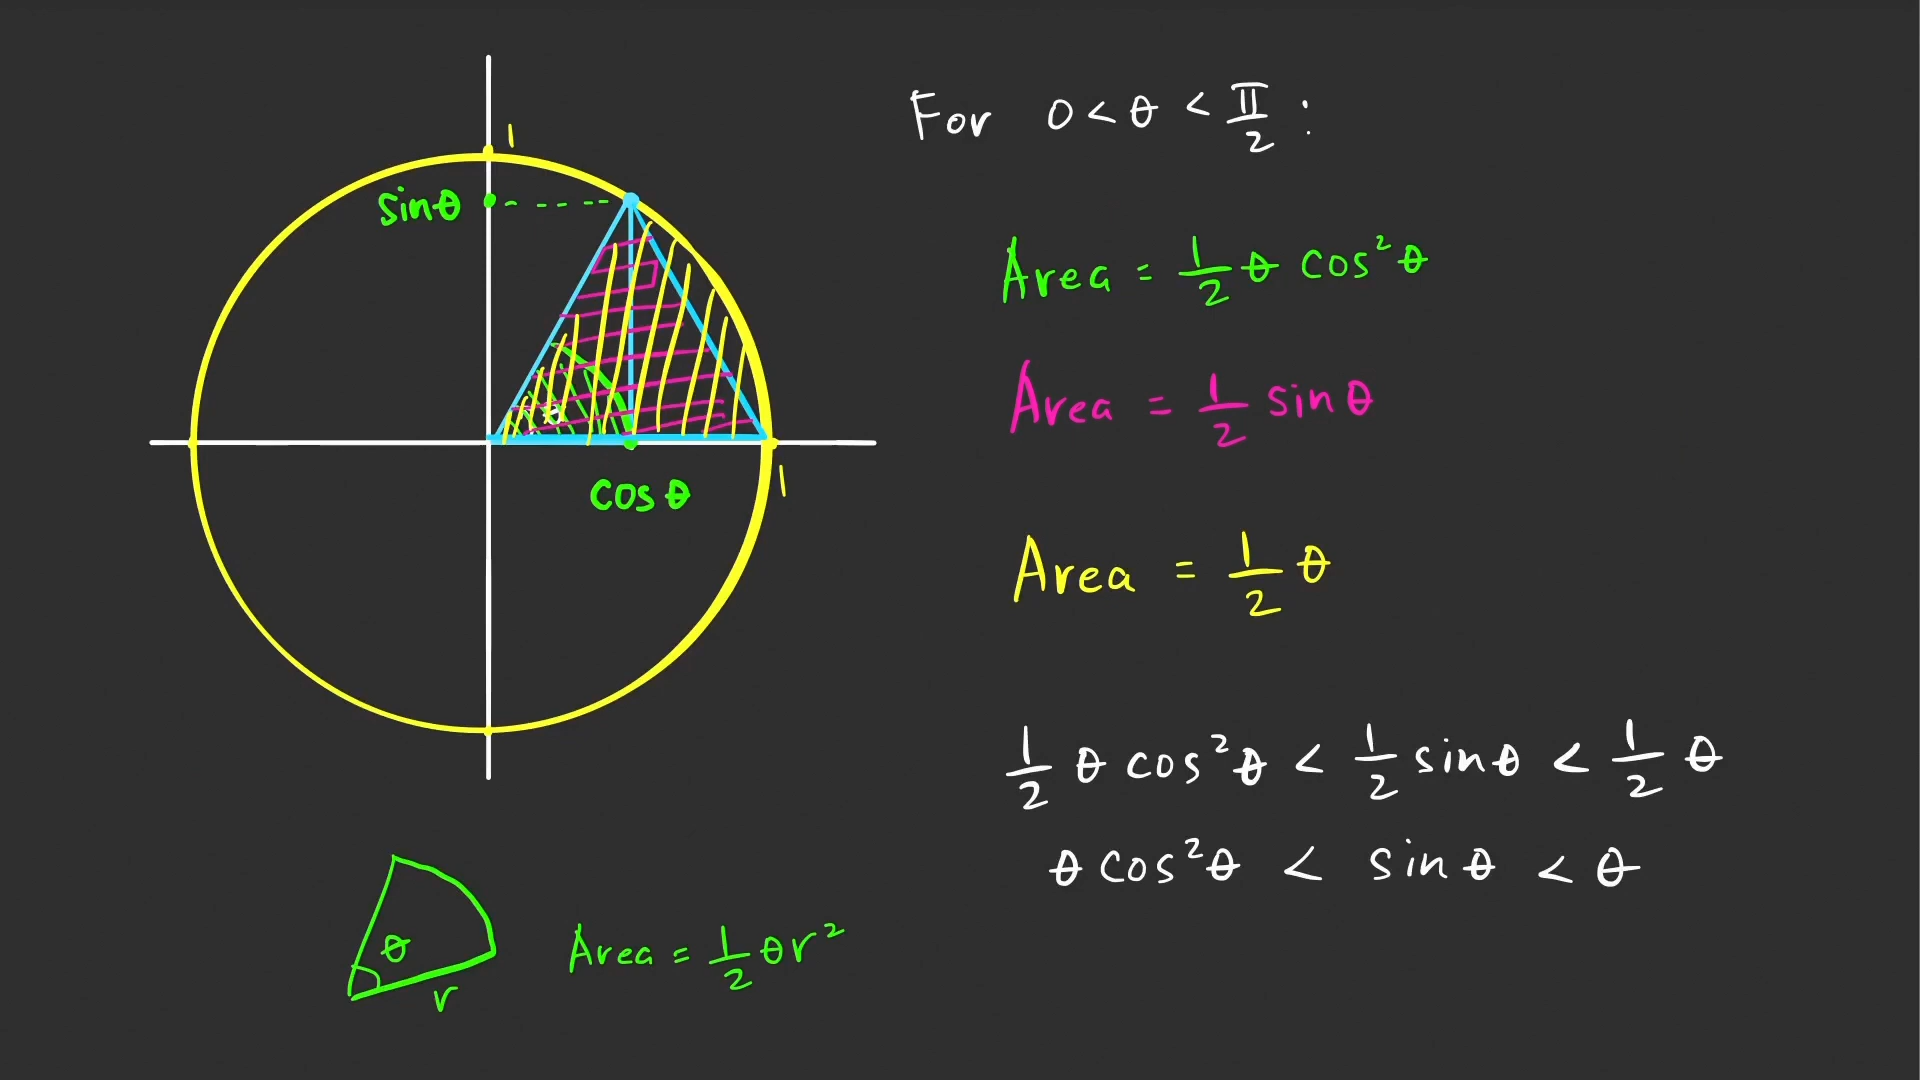 1
sinθ
cosθ
1
θ
For 0 < θ < π/2 :
Area = 1/2 θ cos²θ
Area = 1/2 sinθ
Area = 1/2 θ
1/2 θ cos²θ < 1/2 sinθ < 1/2 θ
θ cos²θ < sinθ < θ
θ
r
Area = 1/2 θr²